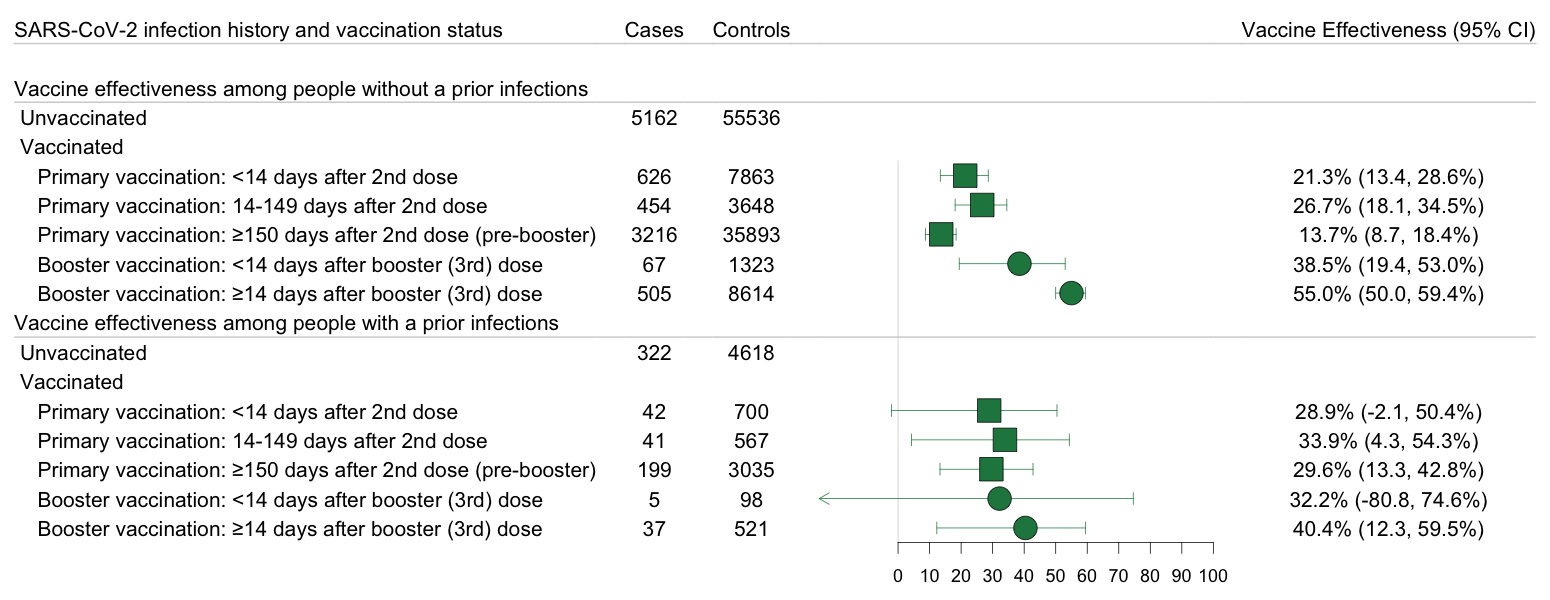 SARS-CoV-2 infection history and vaccination status Cases Controls Vaccine Effectiveness (95% CI)
Vaccine effectiveness among people without a prior infections
Unvaccinated 5162 55536
Vaccinated
Primary vaccination: <14 days after 2nd dose 626 7863 21.3% (13.4, 28.6%)
Primary vaccination: 14-149 days after 2nd dose 454 3648 26.7% (18.1, 34.5%)
Primary vaccination: ≥150 days after 2nd dose (pre-booster) 3216 35893 13.7% (8.7, 18.4%)
Booster vaccination: <14 days after booster (3rd) dose 67 1323 38.5% (19.4, 53.0%)
Booster vaccination: ≥14 days after booster (3rd) dose 505 8614 55.0% (50.0, 59.4%)
Vaccine effectiveness among people with a prior infections
Unvaccinated 322 4618
Vaccinated
Primary vaccination: <14 days after 2nd dose 42 700 28.9% (-2.1, 50.4%)
Primary vaccination: 14-149 days after 2nd dose 41 567 33.9% (4.3, 54.3%)
Primary vaccination: ≥150 days after 2nd dose (pre-booster) 199 3035 29.6% (13.3, 42.8%)
Booster vaccination: <14 days after booster (3rd) dose 5 98 32.2% (-80.8, 74.6%)
Booster vaccination: ≥14 days after booster (3rd) dose 37 521 40.4% (12.3, 59.5%)
0 10 20 30 40 50 60 70 80 90 100